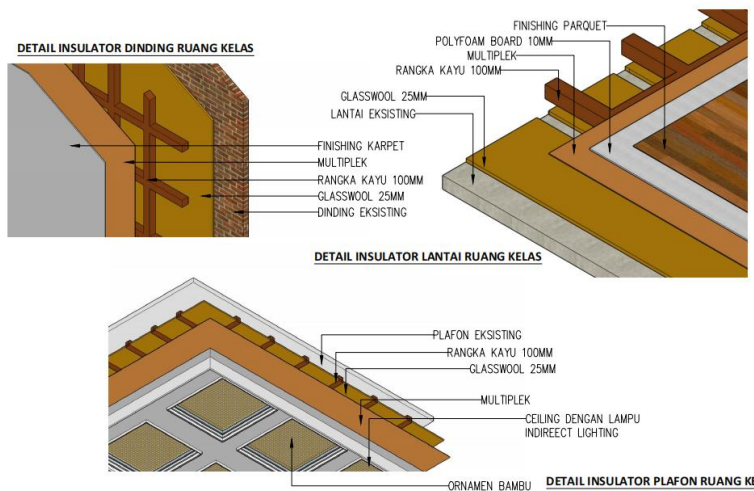 DETAIL INSULATOR DINDING RUANG KELAS
FINISHING KARPET
MULTIPLEK
RANGKA KAYU 100MM
GLASSWOOL 25MM
DINDING EKSISTING
FINISHING PARQUET
POLYFOAM BOARD 10MM
MULTIPLEK
RANGKA KAYU 100MM
GLASSWOOL 25MM
LANTAI EKSISTING
DETAIL INSULATOR LANTAI RUANG KELAS
PLAFON EKSISTING
RANGKA KAYU 100MM
GLASSWOOL 25MM
MULTIPLEK
CEILING DENGAN LAMPU
INDIREECT LIGHTING
ORNAMEN BAMBU
DETAIL INSULATOR PLAFON RUANG